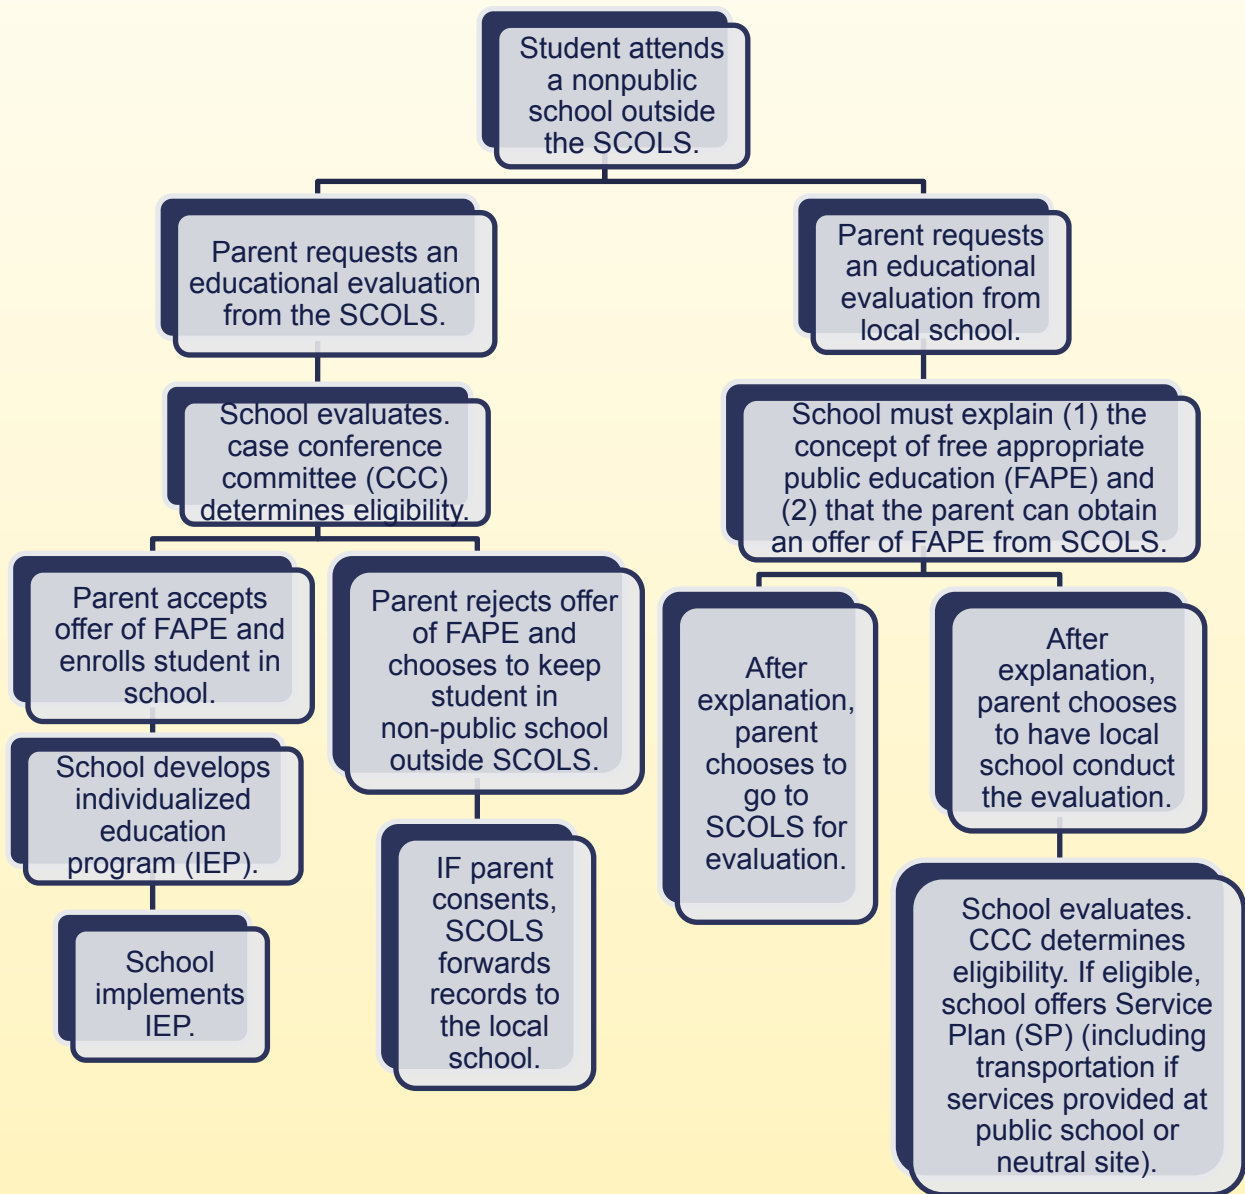 Student attends
a nonpublic
school outside
the SCOLS.
Parent requests an
educational evaluation
from the SCOLS.
Parent requests
an educational
evaluation from
local school.
School evaluates.
case conference
committee (CCC)
determines eligibility.
School must explain (1) the
concept of free appropriate
public education (FAPE) and
(2) that the parent can obtain
an offer of FAPE from SCOLS.
Parent accepts
offer of FAPE and
enrolls student in
school.
Parent rejects offer
of FAPE and
chooses to keep
student in
non-public school
outside SCOLS.
After
explanation,
parent
chooses to
go to
SCOLS for
evaluation.
After
explanation,
parent chooses
to have local
school conduct
the evaluation.
School develops
individualized
education
program (IEP).
IF parent
consents,
SCOLS
forwards
records to
the local
school.
School
implements
IEP.
School evaluates.
CCC determines
eligibility. If eligible,
school offers Service
Plan (SP) (including
transportation if
services provided at
public school or
neutral site).